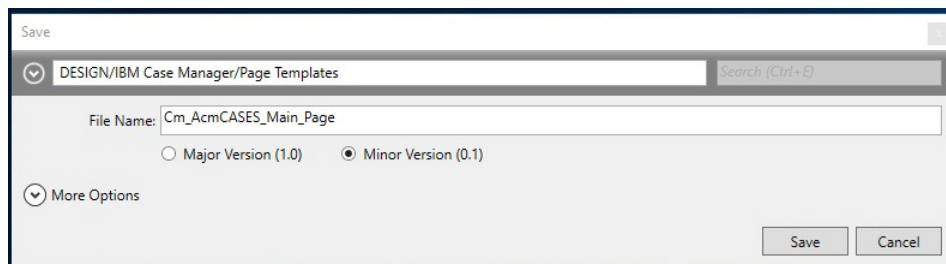 Save
DESIGN/IBM Case Manager/Page Templates
Search (Ctrl+E)
File Name: Cm_AcmCASES_Main_Page
Major Version (1.0) Minor Version (0.1)
More Options
Save Cancel